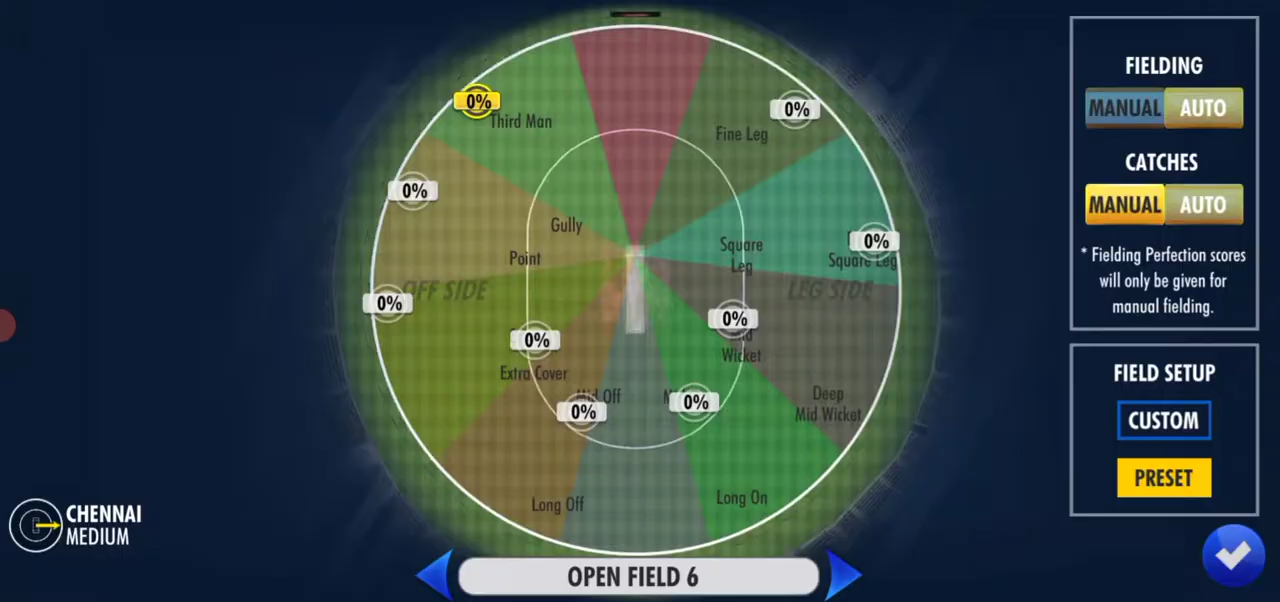 FIELDING
MANUAL AUTO
CATCHES
MANUAL AUTO
* Fielding Perfection scores
will only be given for
manual fielding.
FIELD SETUP
CUSTOM
PRESET
0%
Third Man
0%
Fine Leg
0%
Gully
Point
Square
Leg
0%
Square Leg
OFF SIDE
LEG SIDE
0%
0%
Extra Cover
0%
Wicket
Mid Off
0%
0%
Deep
Mid Wicket
Long Off
Long On
CHENNAI
MEDIUM
OPEN FIELD 6